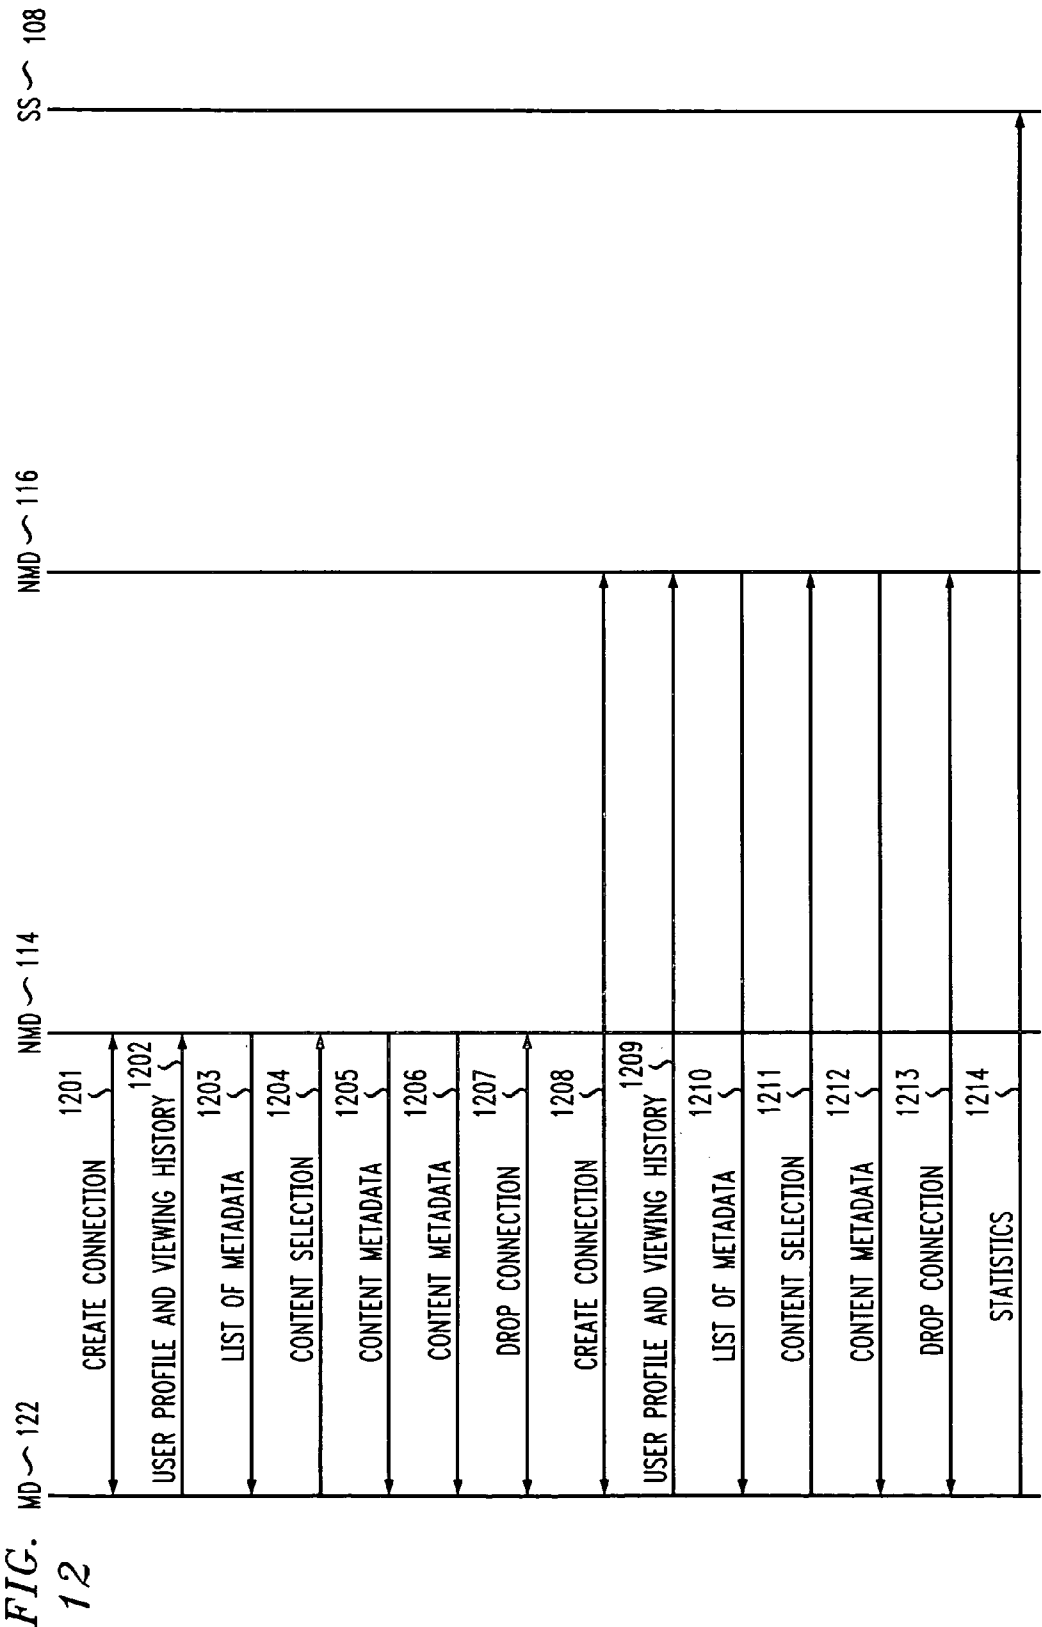 FIG. 12
MD ~ 122
NMD ~ 114
NMD ~ 116
SS ~ 108
CREATE CONNECTION
1201
USER PROFILE AND VIEWING HISTORY
1202
LIST OF METADATA
1203
CONTENT SELECTION
1204
CONTENT METADATA
1205
CONTENT METADATA
1206
DROP CONNECTION
1207
CREATE CONNECTION
1208
USER PROFILE AND VIEWING HISTORY
1209
LIST OF METADATA
1210
CONTENT SELECTION
1211
CONTENT METADATA
1212
DROP CONNECTION
1213
STATISTICS
1214